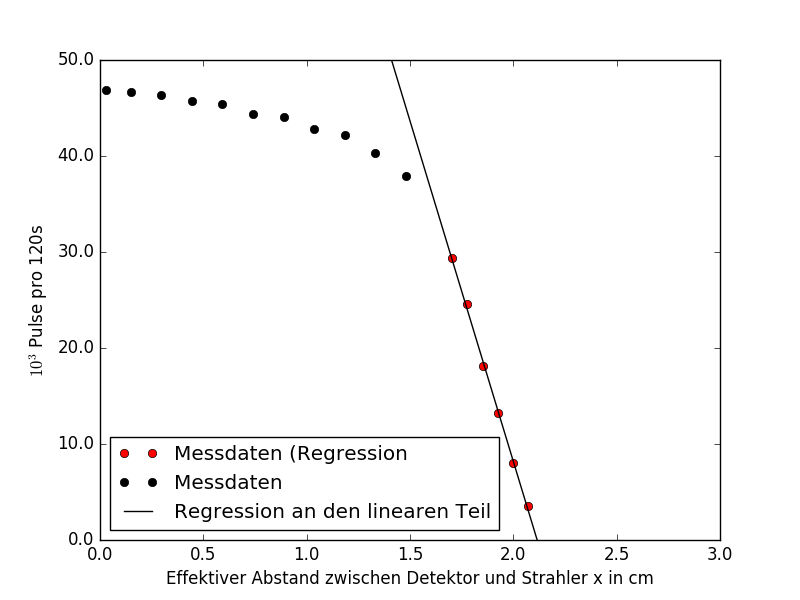 50.0
40.0
30.0
20.0
10.0
0.0
10³ Pulse pro 120s
Messdaten (Regression
Messdaten
Regression an den linearen Teil
0.0 0.5 1.0 1.5 2.0 2.5 3.0
Effektiver Abstand zwischen Detektor und Strahler x in cm